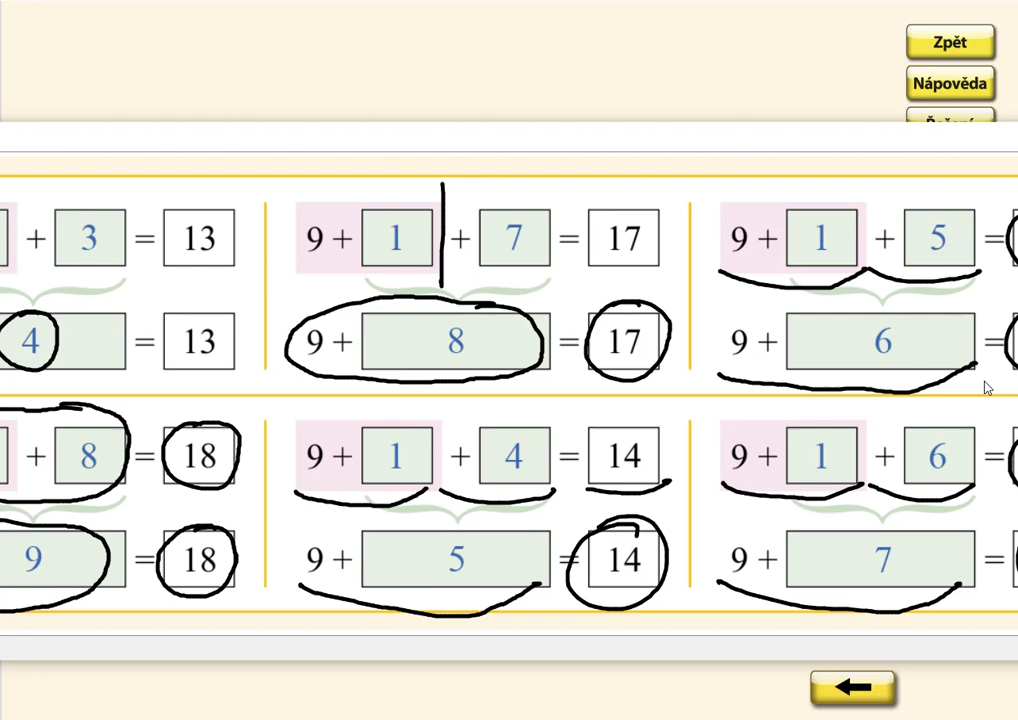 Zpět
Nápověda
Řešení
+ 3 = 13
9 + 1 + 7 = 17
9 + 1 + 5 =
4 = 13
9 + 8 = 17
9 + 6 =
+ 8 = 18
9 + 1 + 4 = 14
9 + 1 + 6 =
9 = 18
9 + 5 = 14
9 + 7 =